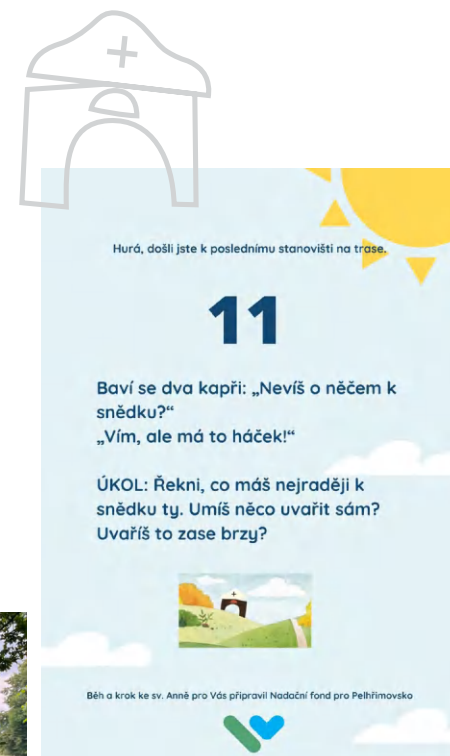 Hurá, došli jste k poslednímu stanovišti na trase.
11
Baví se dva kapři: „Nevíš o něčem k
snědku?“
„Vím, ale má to háček!“
ÚKOL: Řekni, co máš nejraději k
snědku ty. Umíš něco uvařit sám?
Uvaříš to zase brzy?
Běh a krok ke sv. Anně pro Vás připravil Nadační fond pro Pelhřimovsko